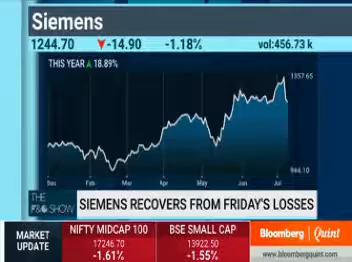 Siemens
1244.70 ▼-14.90 -1.18% vol:456.73 k
THIS YEAR ▲ 18.89%
1357.65
944.10
Dec Feb Mar Apr May Jun Jul
THE
F&O SHOW
SIEMENS RECOVERS FROM FRIDAY'S LOSSES
MARKET
UPDATE
NIFTY MIDCAP 100
17246.70
-1.61%
BSE SMALL CAP
13922.50
-1.55%
Bloomberg | Quint
www.bloombergquint.com